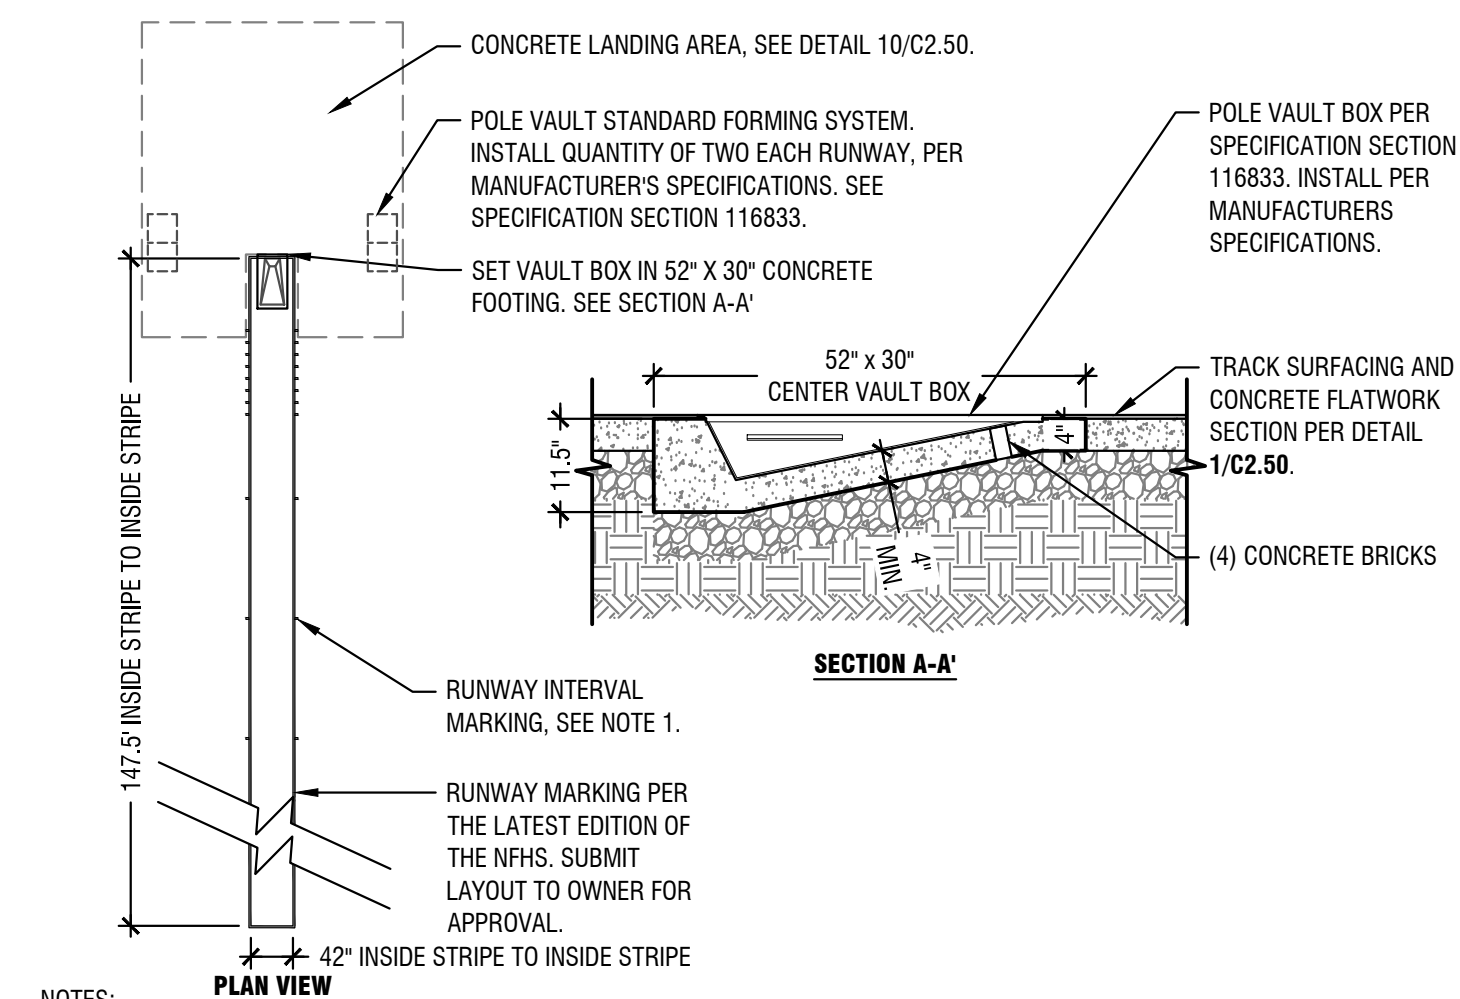 CONCRETE LANDING AREA, SEE DETAIL 10/C2.50.
POLE VAULT STANDARD FORMING SYSTEM.
INSTALL QUANTITY OF TWO EACH RUNWAY, PER
MANUFACTURER'S SPECIFICATIONS. SEE
SPECIFICATION SECTION 116833.
SET VAULT BOX IN 52" X 30" CONCRETE
FOOTING. SEE SECTION A-A'
147.5' INSIDE STRIPE TO INSIDE STRIPE
RUNWAY INTERVAL
MARKING, SEE NOTE 1.
RUNWAY MARKING PER
THE LATEST EDITION OF
THE NFHS. SUBMIT
LAYOUT TO OWNER FOR
APPROVAL.
42" INSIDE STRIPE TO INSIDE STRIPE
PLAN VIEW
NOTES:
POLE VAULT BOX PER
SPECIFICATION SECTION
116833. INSTALL PER
MANUFACTURERS
SPECIFICATIONS.
52" x 30"
CENTER VAULT BOX
TRACK SURFACING AND
CONCRETE FLATWORK
SECTION PER DETAIL
1/C2.50.
11.5"
4"
4"
MIN.
(4) CONCRETE BRICKS
SECTION A-A'